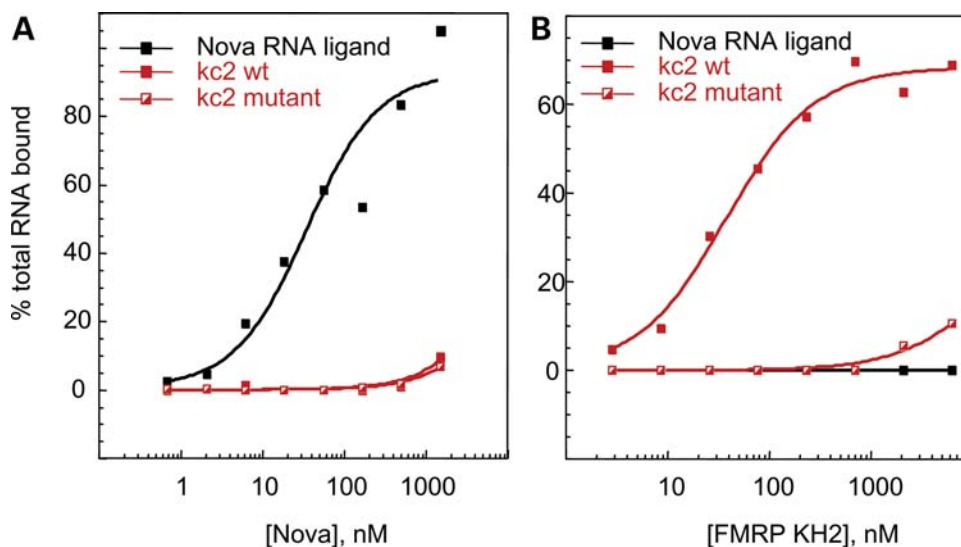 A
Nova RNA ligand
kc2 wt
kc2 mutant
% total RNA bound
80
60
40
20
0
1
10
100
1000
[Nova], nM
B
Nova RNA ligand
kc2 wt
kc2 mutant
60
40
20
0
10
100
1000
[FMRP KH2], nM